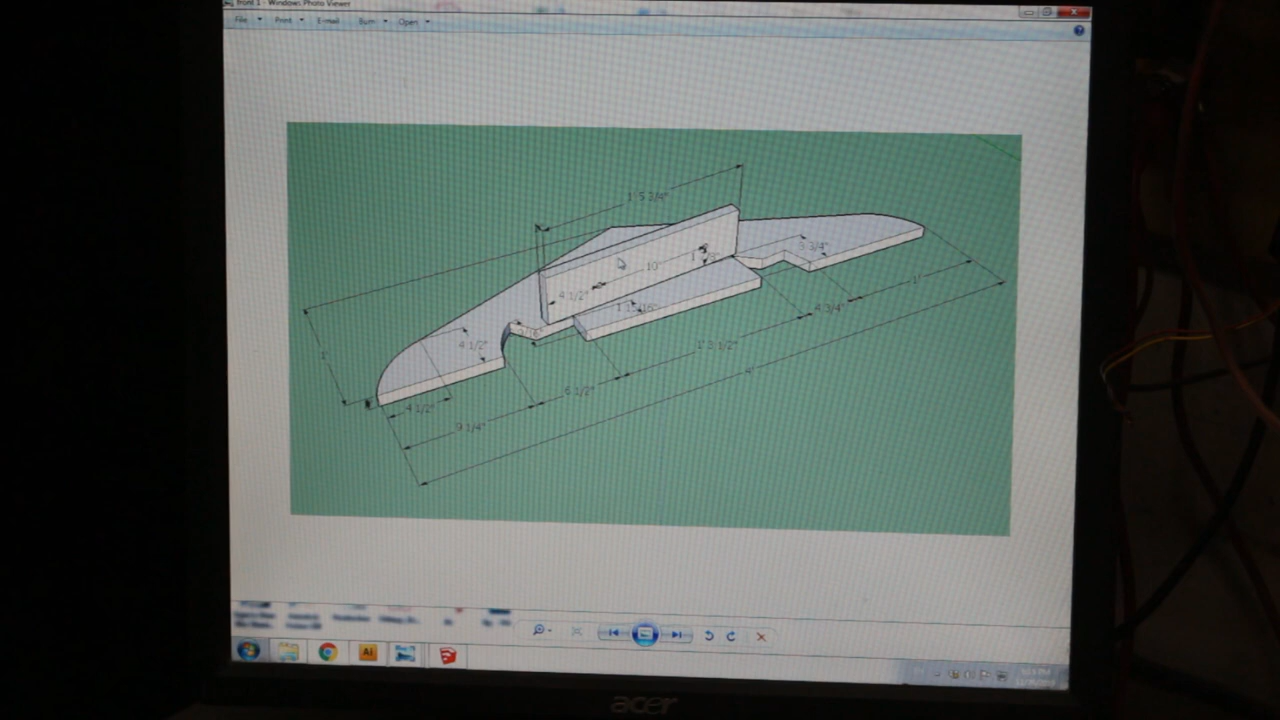 front 1 - Windows Photo Viewer
File Print E-mail Burn Open
1' 5 3/4"
3 3/4"
10"
4 1/2"
1'
4 1/2"
4 3/4"
1'
1' 3 1/2"
4'
6 1/2"
4 1/2"
9 1/4"
Ai
acer